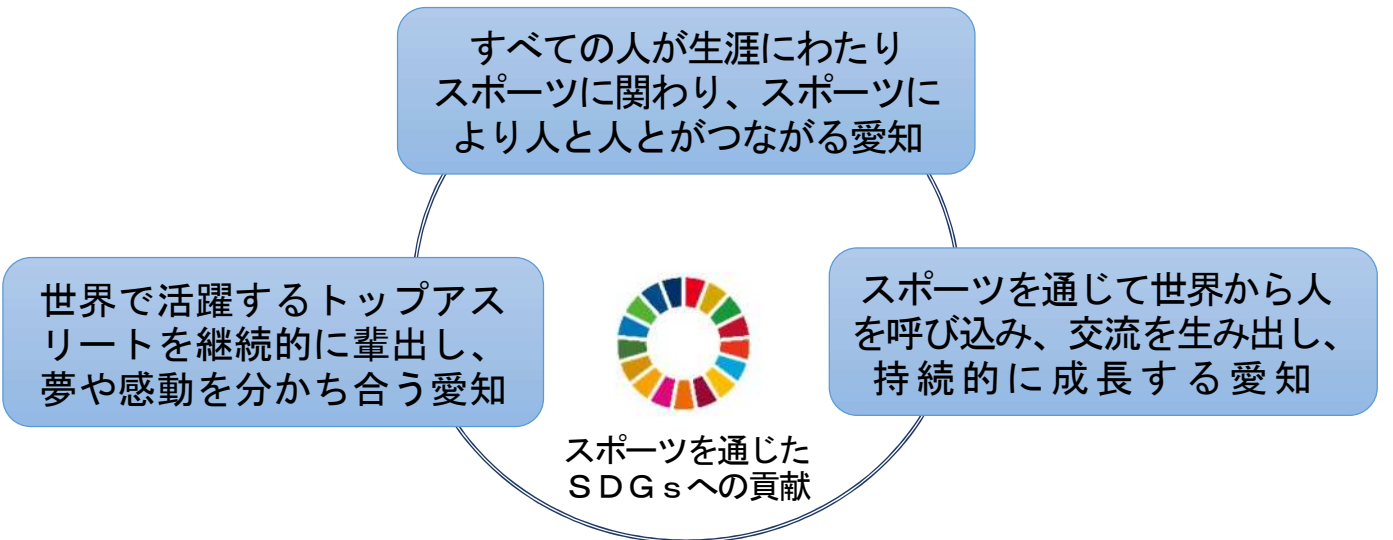 すべての人が生涯にわたり
スポーツに関わり、スポーツに
より人と人とがつながる愛知
世界で活躍するトップアス
リートを継続的に輩出し、
夢や感動を分かち合う愛知
スポーツを通じて世界から人
を呼び込み、交流を生み出し、
持続的に成長する愛知
スポーツを通じた
ＳＤＧｓへの貢献